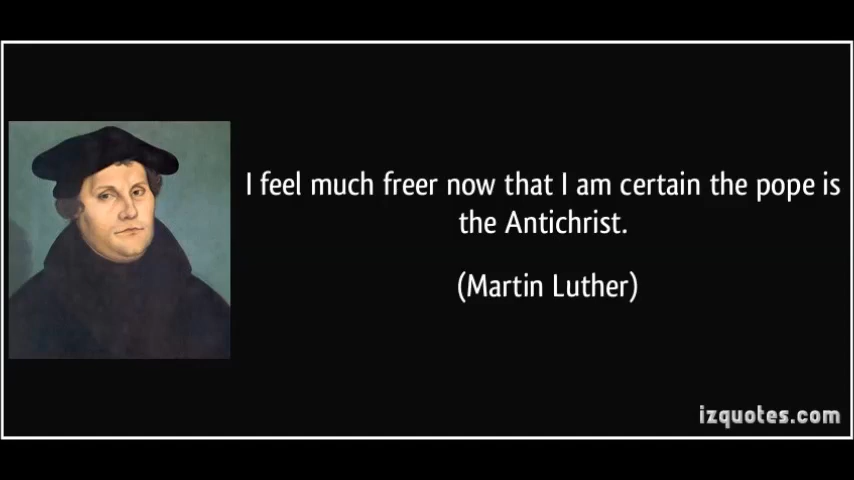 I feel much freer now that I am certain the pope is
the Antichrist.
(Martin Luther)
izquotes.com